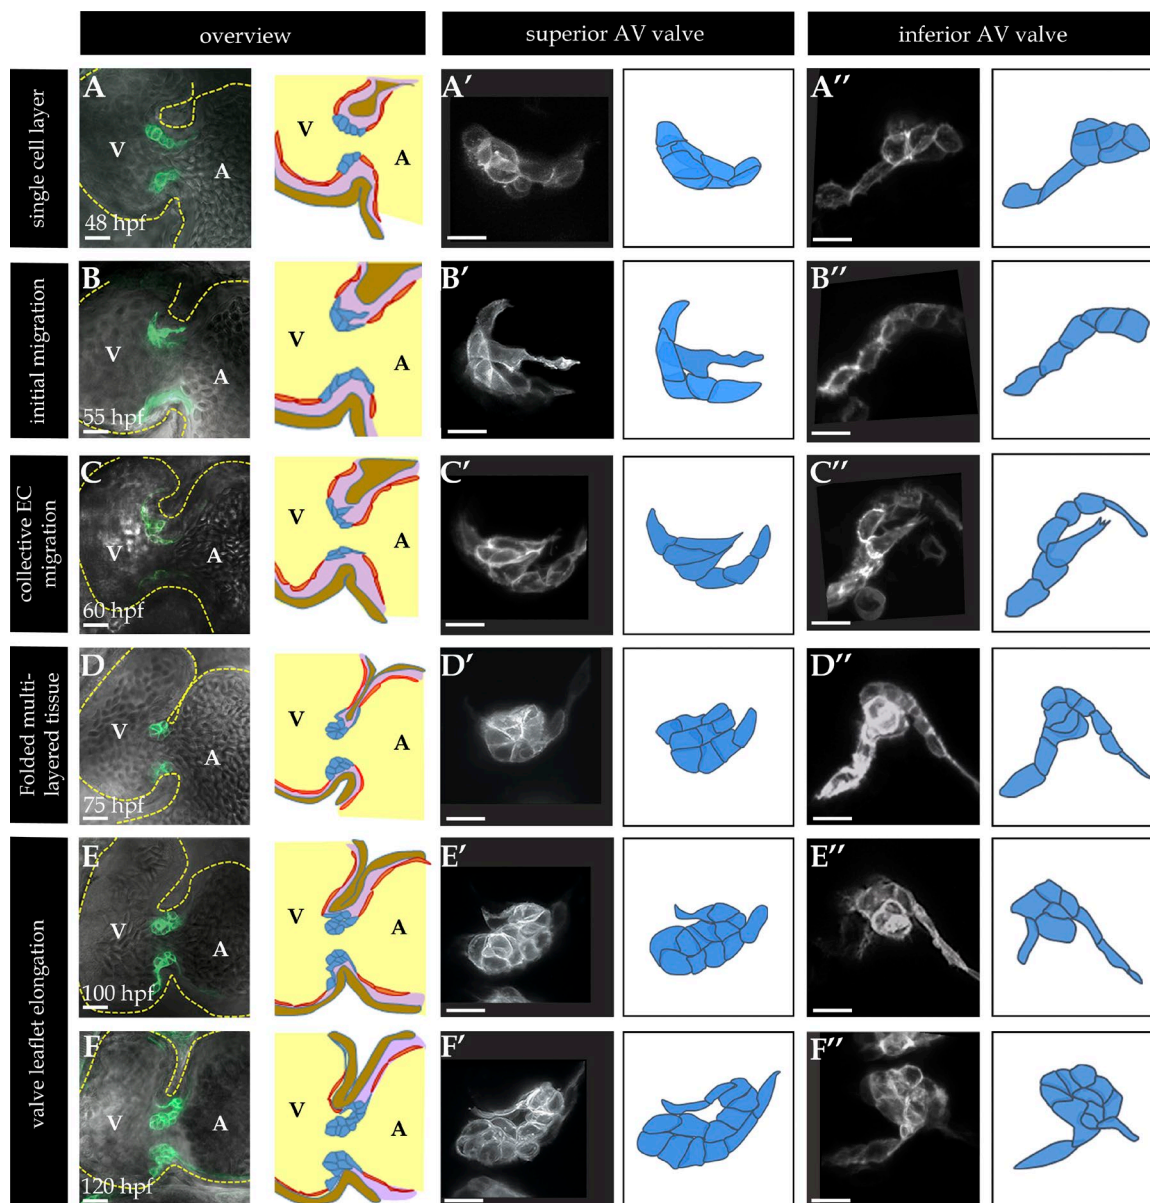 overview
superior AV valve
inferior AV valve
single cell layer
A
V
A
48 hpf
V
A
A′
A″
initial migration
B
V
A
55 hpf
V
A
B′
B″
collective EC
migration
C
V
A
60 hpf
V
A
C′
C″
Folded multi-
layered tissue
D
V
A
75 hpf
V
A
D′
D″
valve leaflet elongation
E
V
A
100 hpf
V
A
E′
E″
F
V
A
120 hpf
V
A
F′
F″